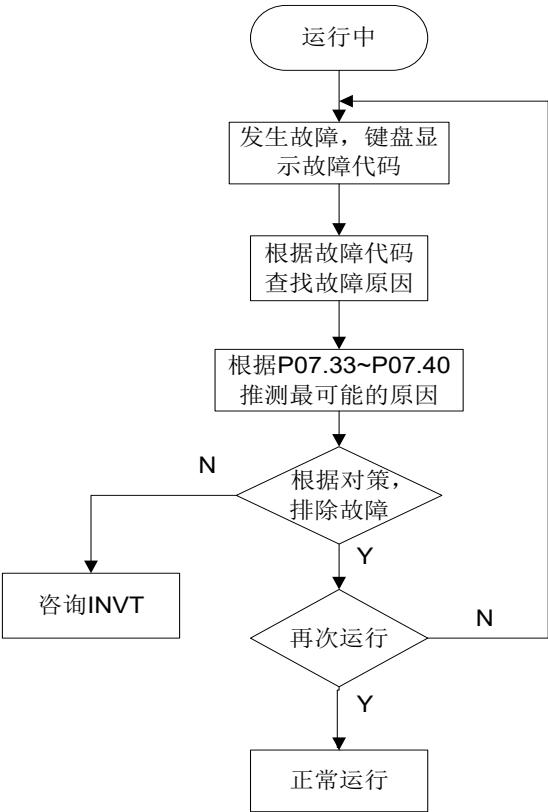 运行中
发生故障，键盘显
示故障代码
根据故障代码
查找故障原因
根据P07.33~P07.40
推测最可能的原因
N
根据对策，
排除故障
Y
咨询INVT
再次运行
N
Y
正常运行